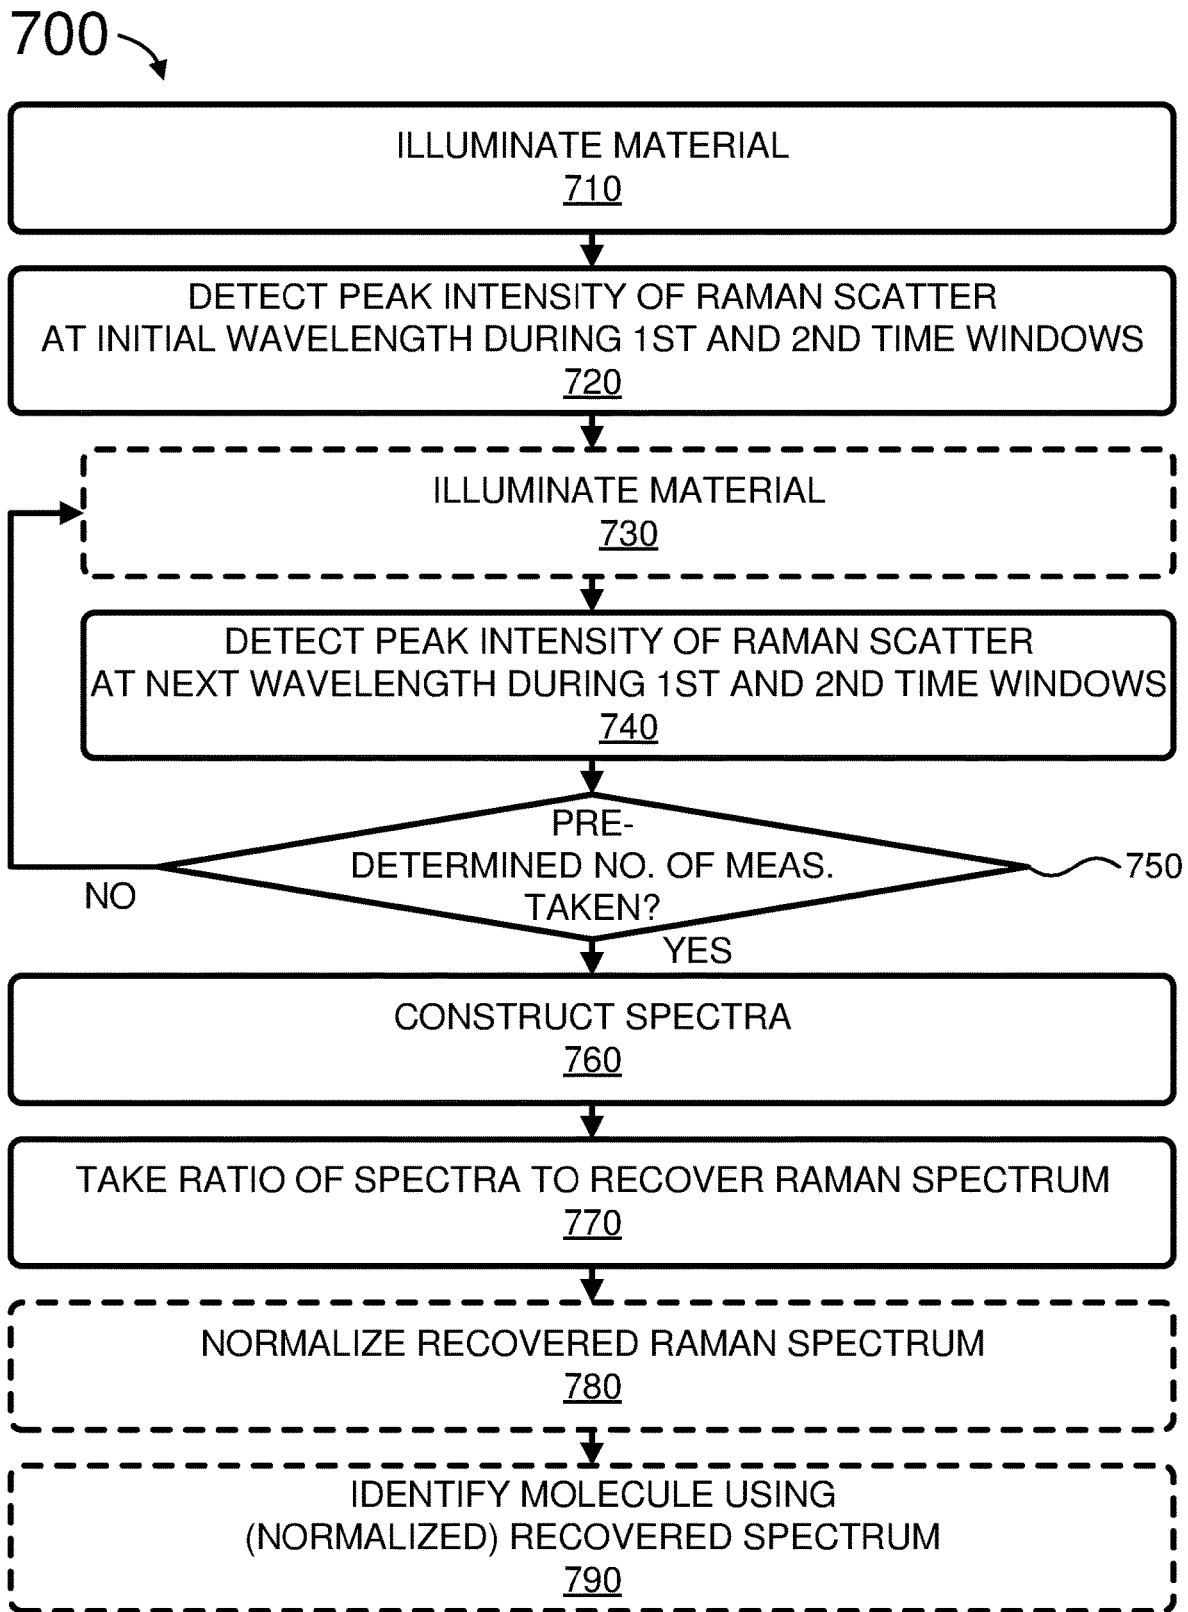 700
ILLUMINATE MATERIAL
710
DETECT PEAK INTENSITY OF RAMAN SCATTER
AT INITIAL WAVELENGTH DURING 1ST AND 2ND TIME WINDOWS
720
ILLUMINATE MATERIAL
730
DETECT PEAK INTENSITY OF RAMAN SCATTER
AT NEXT WAVELENGTH DURING 1ST AND 2ND TIME WINDOWS
740
PRE-
DETERMINED NO. OF MEAS.
TAKEN?
750
NO
YES
CONSTRUCT SPECTRA
760
TAKE RATIO OF SPECTRA TO RECOVER RAMAN SPECTRUM
770
NORMALIZE RECOVERED RAMAN SPECTRUM
780
IDENTIFY MOLECULE USING
(NORMALIZED) RECOVERED SPECTRUM
790